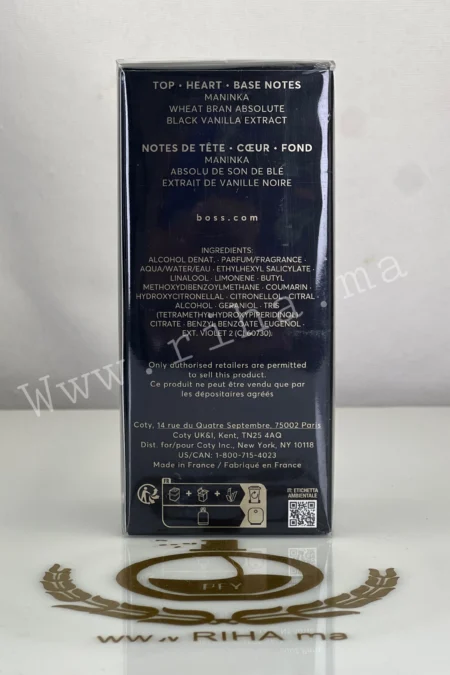 TOP • HEART • BASE NOTES
MANINKA
WHEAT BRAN ABSOLUTE
BLACK VANILLA EXTRACT
NOTES DE TÊTE • CŒUR • FOND
MANINKA
ABSOLU DE SON DE BLÉ
EXTRAIT DE VANILLE NOIRE
boss.com
INGREDIENTS:
ALCOHOL DENAT. • PARFUM/FRAGRANCE •
AQUA/WATER/EAU • ETHYLHEXYL SALICYLATE •
LINALOOL • LIMONENE • BUTYL
METHOXYDIBENZOYLMETHANE • COUMARIN •
HYDROXYCITRONELLAL • CITRONELLOL • CITRAL •
ALCOHOL • GERANIOL • TRIS
(TETRAMETHYLHYDROXYPIPERIDINOL)
CITRATE • BENZYL BENZOATE • EUGENOL •
EXT. VIOLET 2 (CI 60730).
Only authorised retailers are permitted
to sell this product.
Ce produit ne peut être vendu que par
les dépositaires agréés
Coty, 14 rue du Quatre Septembre, 75002 Paris
Coty UK&I, Kent, TN25 4AQ
Dist. for/pour Coty Inc., New York, NY 10118
US/CAN: 1-800-715-4023
Made in France / Fabriqué en France
FR
IT: ETICHETTA
AMBIENTALE
www. riha ma
PFY
www. RIHA ma